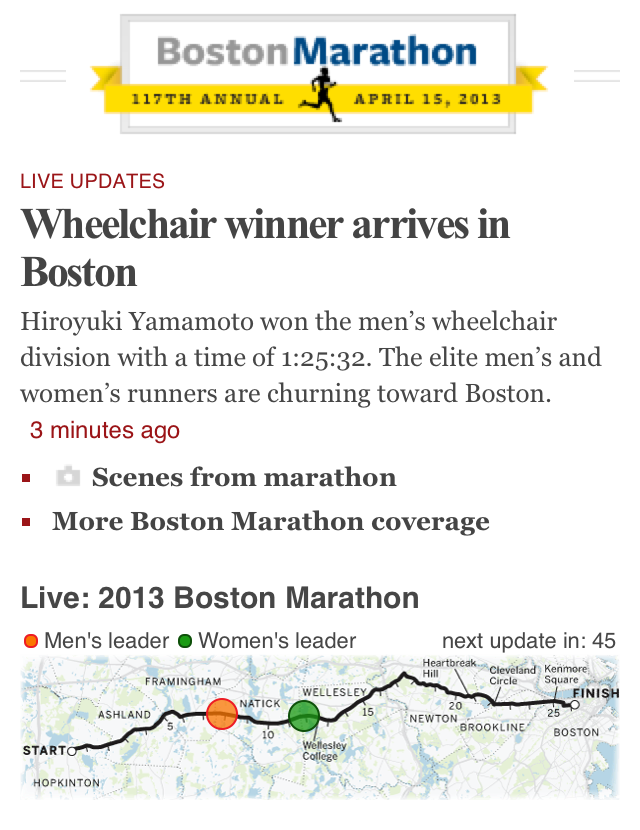 Boston Marathon
117TH ANNUAL APRIL 15, 2013
LIVE UPDATES
Wheelchair winner arrives in
Boston
Hiroyuki Yamamoto won the men’s wheelchair
division with a time of 1:25:32. The elite men’s and
women’s runners are churning toward Boston.
3 minutes ago
Scenes from marathon
More Boston Marathon coverage
Live: 2013 Boston Marathon
Men's leader Women's leader next update in: 45
Heartbreak
Hill
Cleveland
Circle
Kenmore
Square
FRAMINGHAM
WELLESLEY
FINISH
ASHLAND
NATICK
5
10
15
20
25
NEWTON
BROOKLINE
BOSTON
START
Wellesley
College
HOPKINTON